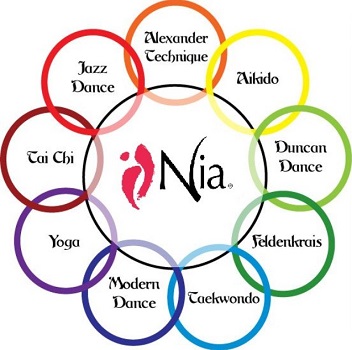 Alexander
Technique
Aikido
Duncan
Dance
Feldenkrais
Taekwondo
Modern
Dance
Yoga
Tai Chi
Jazz
Dance
Nia®